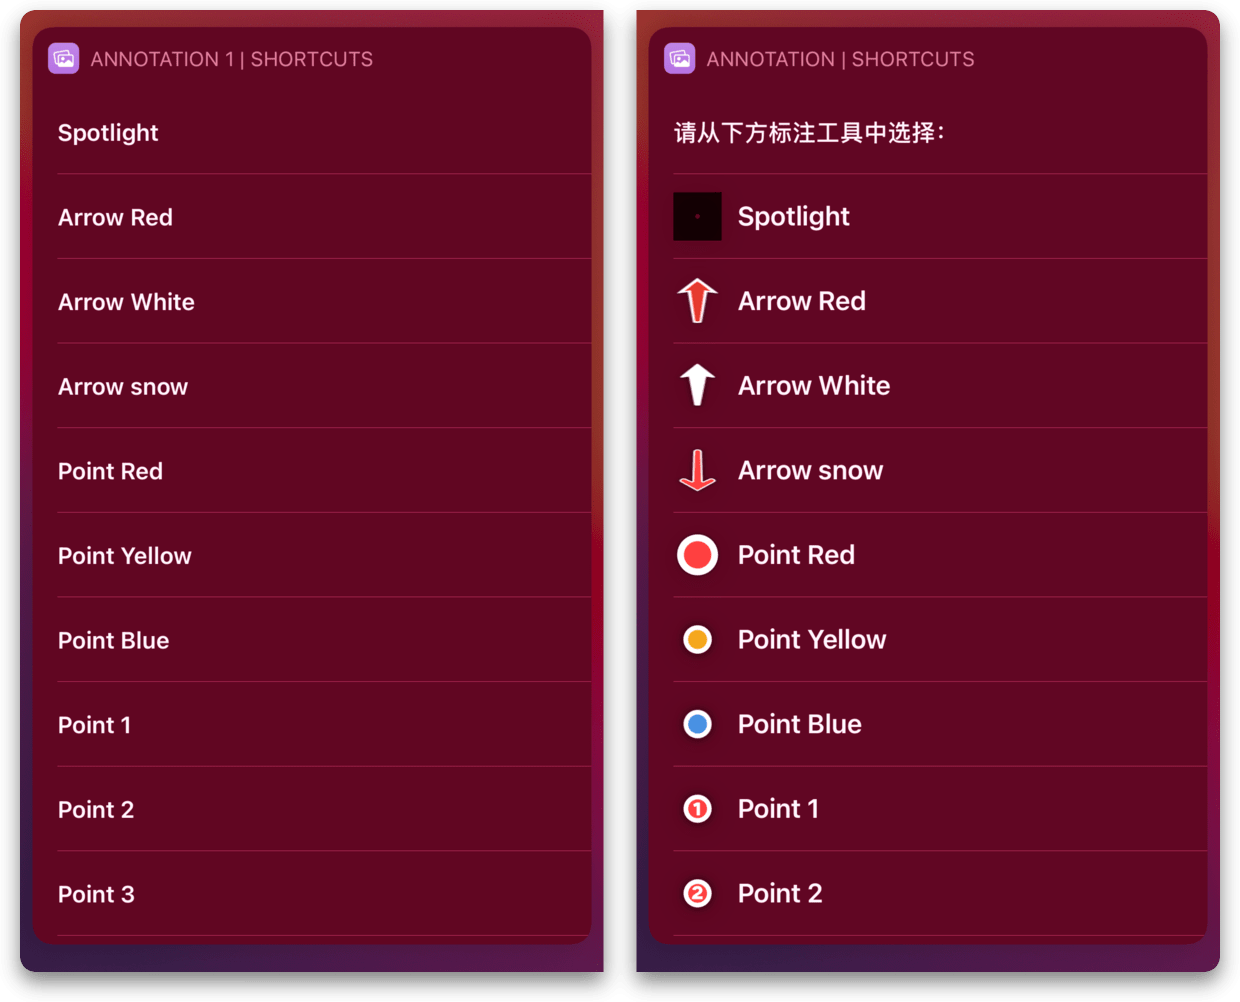 ANNOTATION 1 | SHORTCUTS
Spotlight
Arrow Red
Arrow White
Arrow snow
Point Red
Point Yellow
Point Blue
Point 1
Point 2
Point 3
ANNOTATION | SHORTCUTS
请从下方标注工具中选择：
Spotlight
Arrow Red
Arrow White
Arrow snow
Point Red
Point Yellow
Point Blue
1 Point 1
2 Point 2